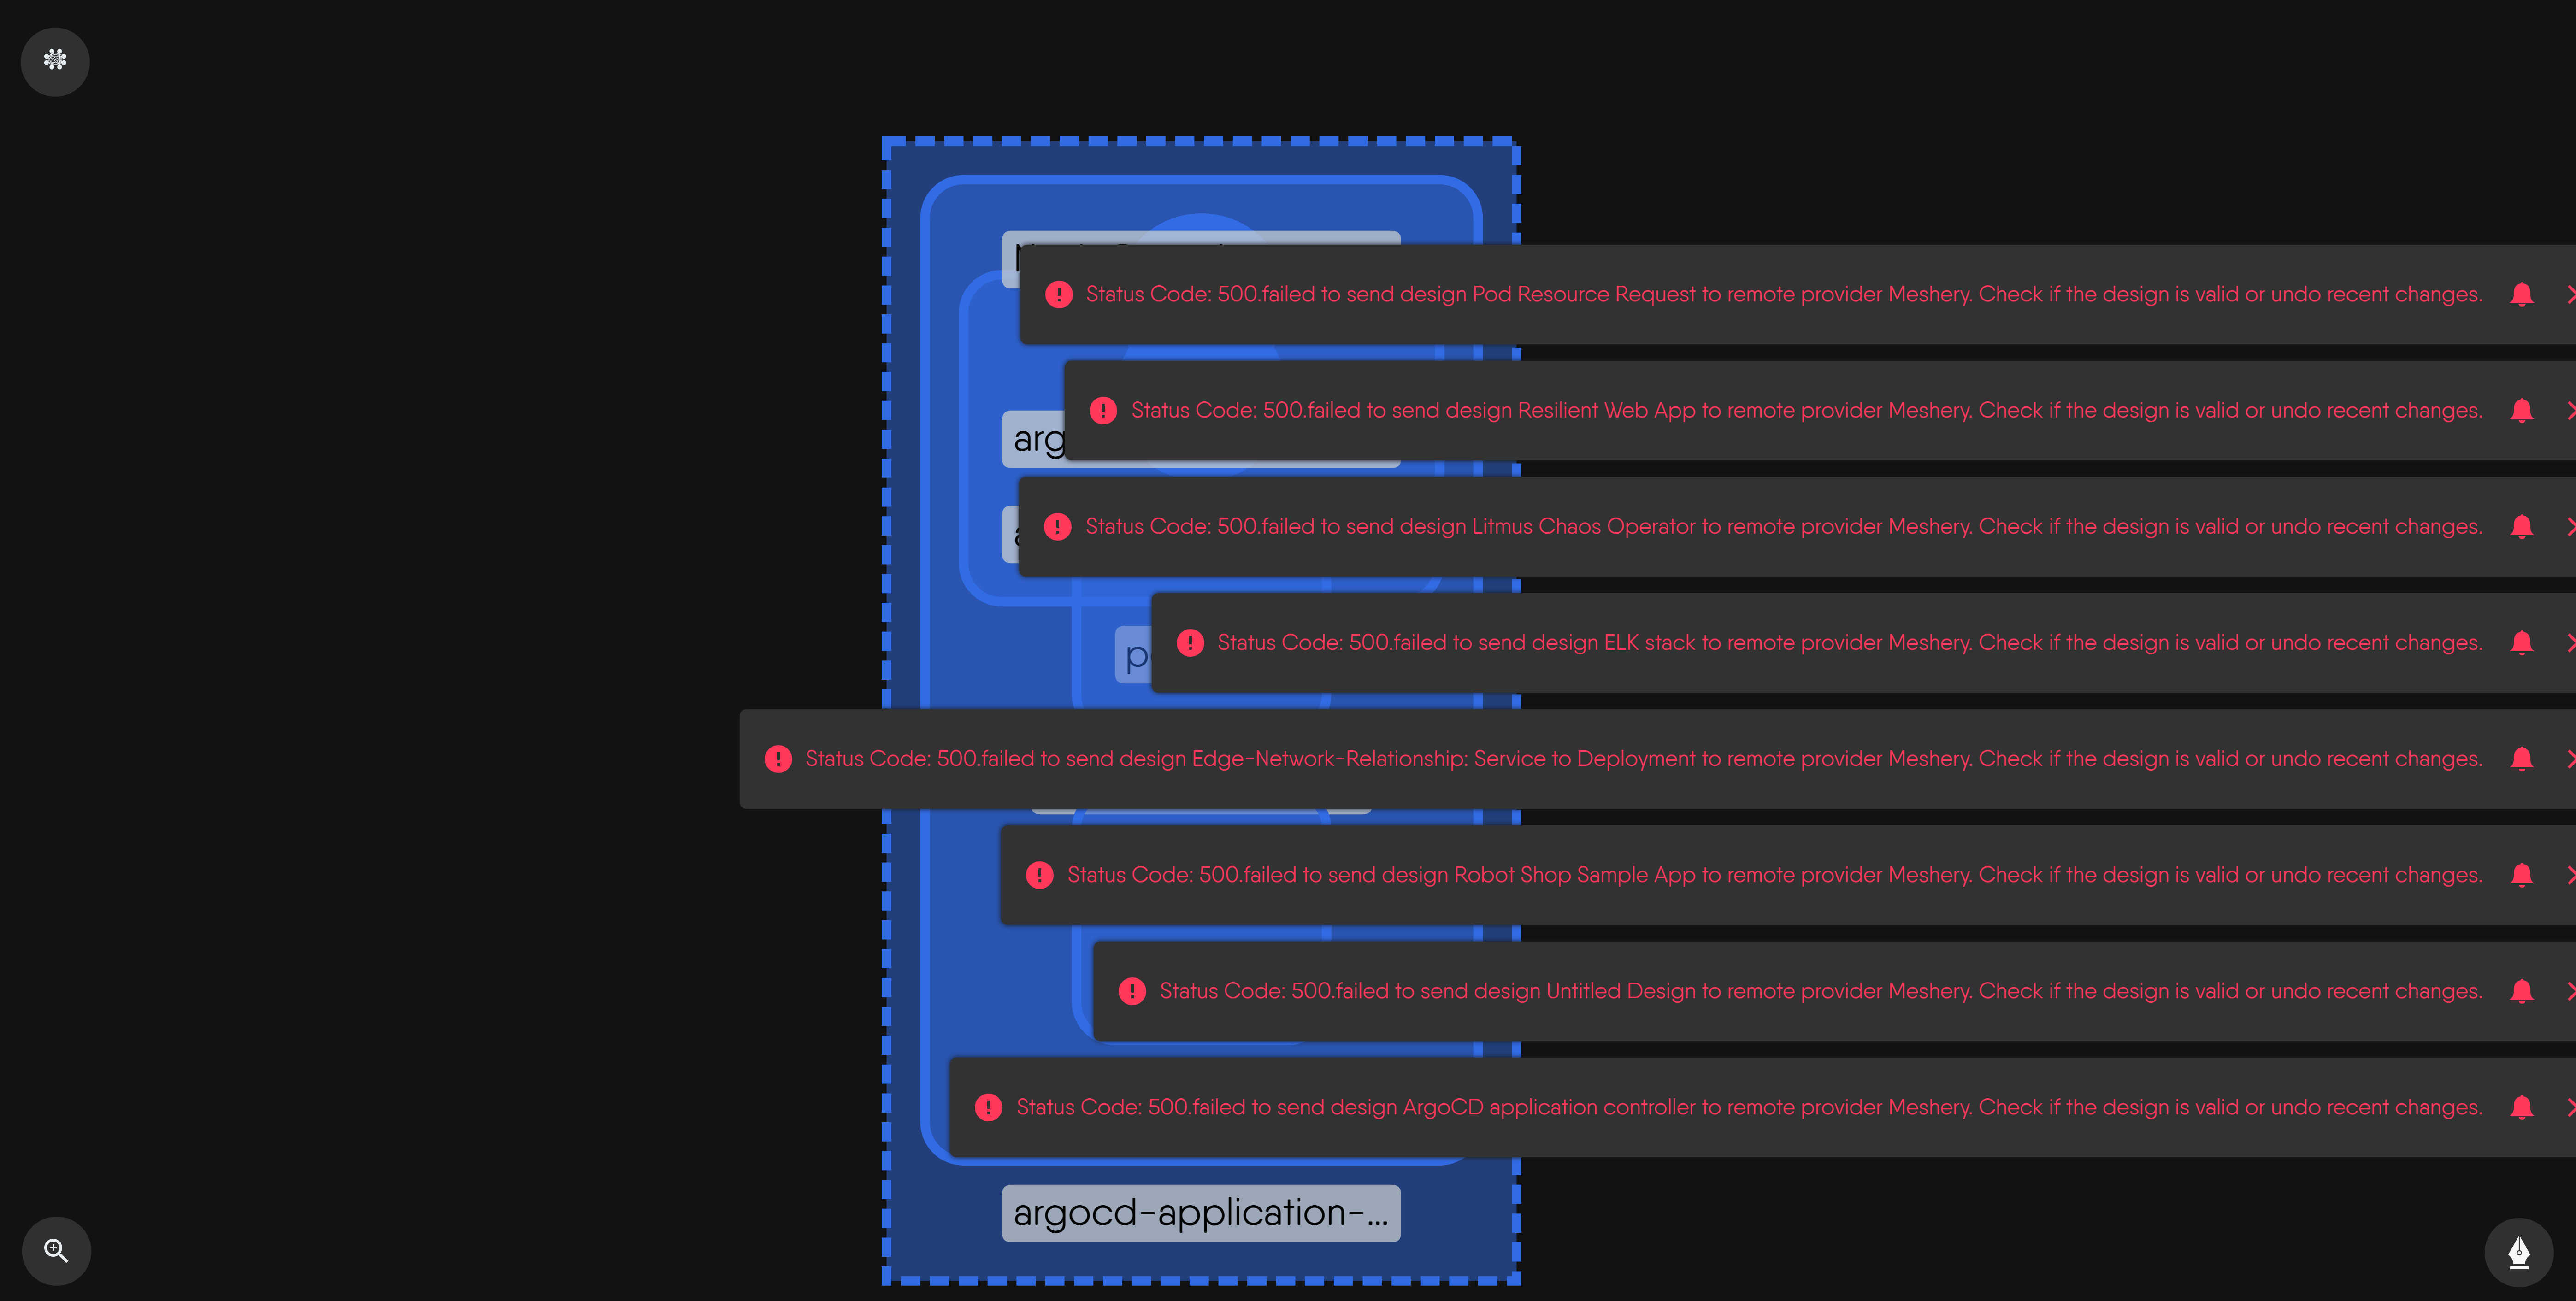 Status Code: 500.failed to send design Pod Resource Request to remote provider Meshery. Check if the design is valid or undo recent changes.
Status Code: 500.failed to send design Resilient Web App to remote provider Meshery. Check if the design is valid or undo recent changes.
Status Code: 500.failed to send design Litmus Chaos Operator to remote provider Meshery. Check if the design is valid or undo recent changes.
Status Code: 500.failed to send design ELK stack to remote provider Meshery. Check if the design is valid or undo recent changes.
Status Code: 500.failed to send design Edge-Network-Relationship: Service to Deployment to remote provider Meshery. Check if the design is valid or undo recent changes.
Status Code: 500.failed to send design Robot Shop Sample App to remote provider Meshery. Check if the design is valid or undo recent changes.
Status Code: 500.failed to send design Untitled Design to remote provider Meshery. Check if the design is valid or undo recent changes.
Status Code: 500.failed to send design ArgoCD application controller to remote provider Meshery. Check if the design is valid or undo recent changes.
argocd-application-...